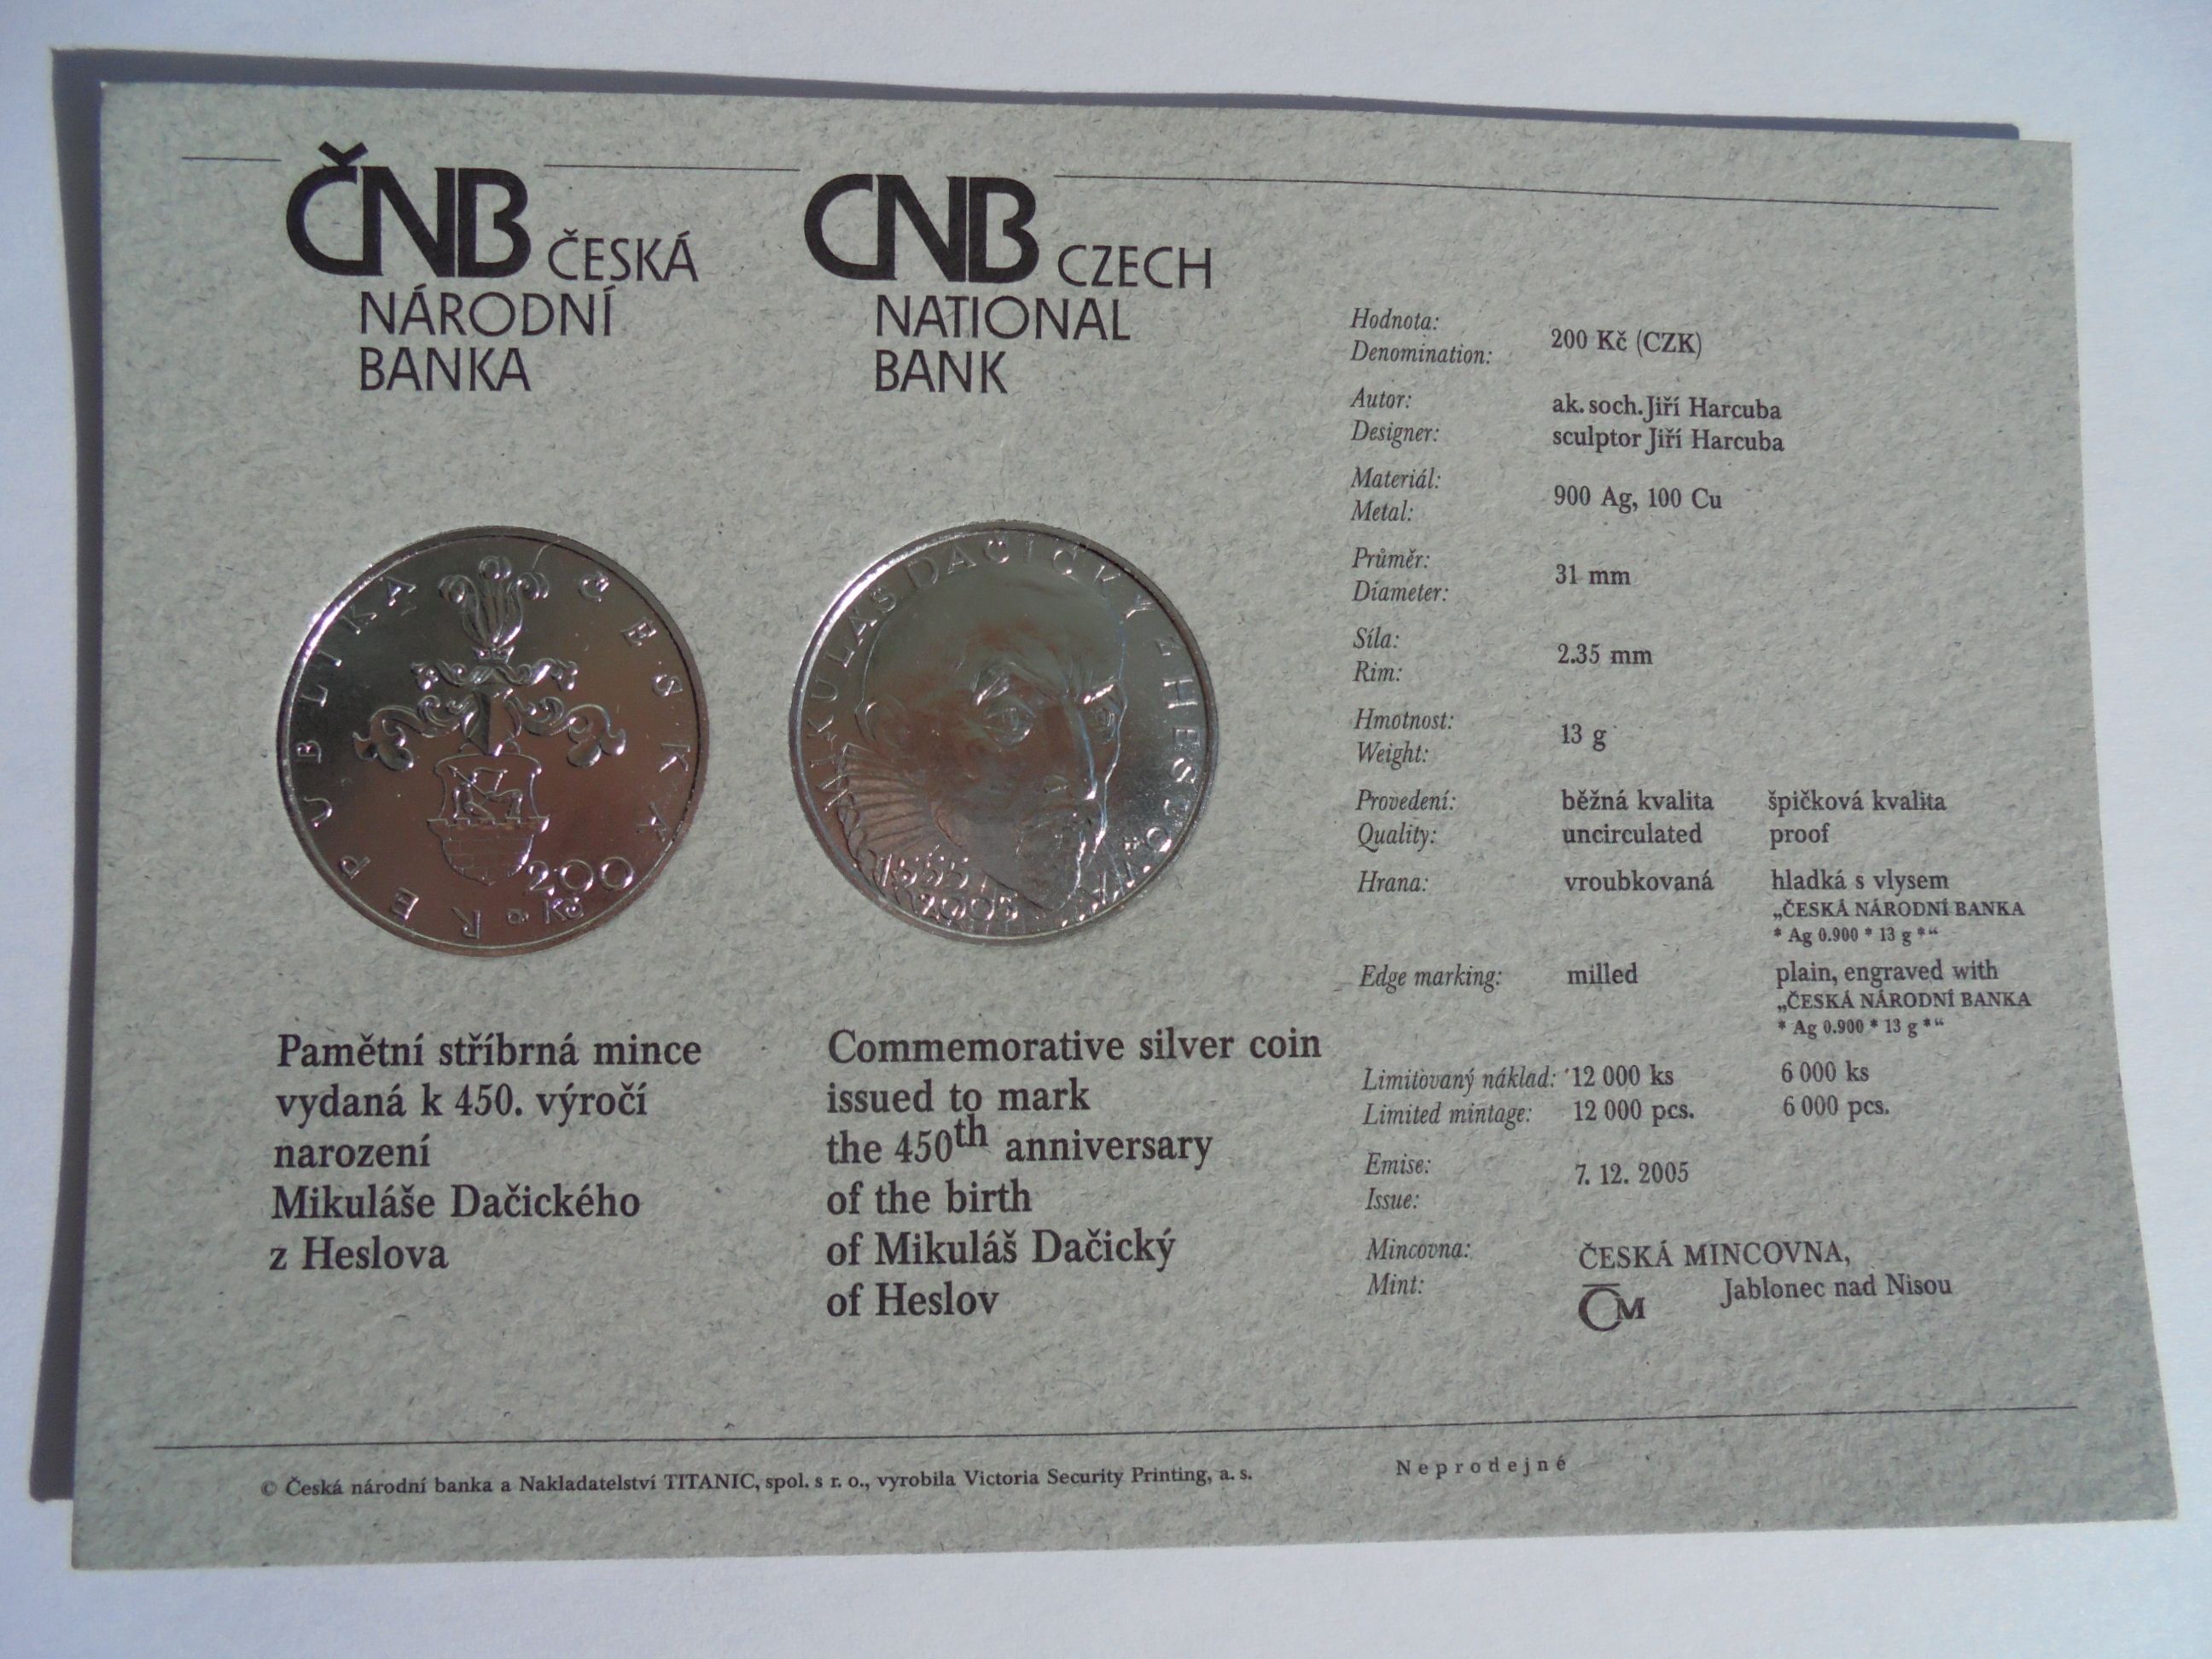 ČNB ČESKÁ
NÁRODNÍ
BANKA
CNB CZECH
NATIONAL
BANK
REPUBLIKA ČESKÁ
200
Kč
MIKULÁŠ DAČICKÝ Z HESLOVA
1555
2005
Pamětní stříbrná mince
vydaná k 450. výročí
narození
Mikuláše Dačického
z Heslova
Commemorative silver coin
issued to mark
the 450th anniversary
of the birth
of Mikuláš Dačický
of Heslov
Hodnota:
Denomination: 200 Kč (CZK)
Autor: ak. soch. Jiří Harcuba
Designer: sculptor Jiří Harcuba
Materiál:
Metal: 900 Ag, 100 Cu
Průměr:
Diameter: 31 mm
Síla:
Rim: 2.35 mm
Hmotnost:
Weight: 13 g
Provedení: běžná kvalita špičková kvalita
Quality: uncirculated proof
Hrana: vroubkovaná hladká s vlysem
„ČESKÁ NÁRODNÍ BANKA
* Ag 0.900 * 13 g *“
Edge marking: milled plain, engraved with
„ČESKÁ NÁRODNÍ BANKA
* Ag 0.900 * 13 g *“
Limitovaný náklad: 12 000 ks 6 000 ks
Limited mintage: 12 000 pcs. 6 000 pcs.
Emise:
Issue: 7. 12. 2005
Mincovna: ČESKÁ MINCOVNA,
Mint: ČM Jablonec nad Nisou
© Česká národní banka a Nakladatelství TITANIC, spol. s r. o., vyrobila Victoria Security Printing, a. s.
Neprodejné